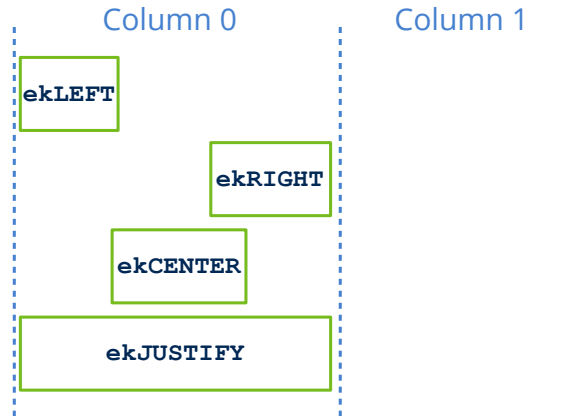 Column 0 Column 1
ekLEFT
ekRIGHT
ekCENTER
ekJUSTIFY